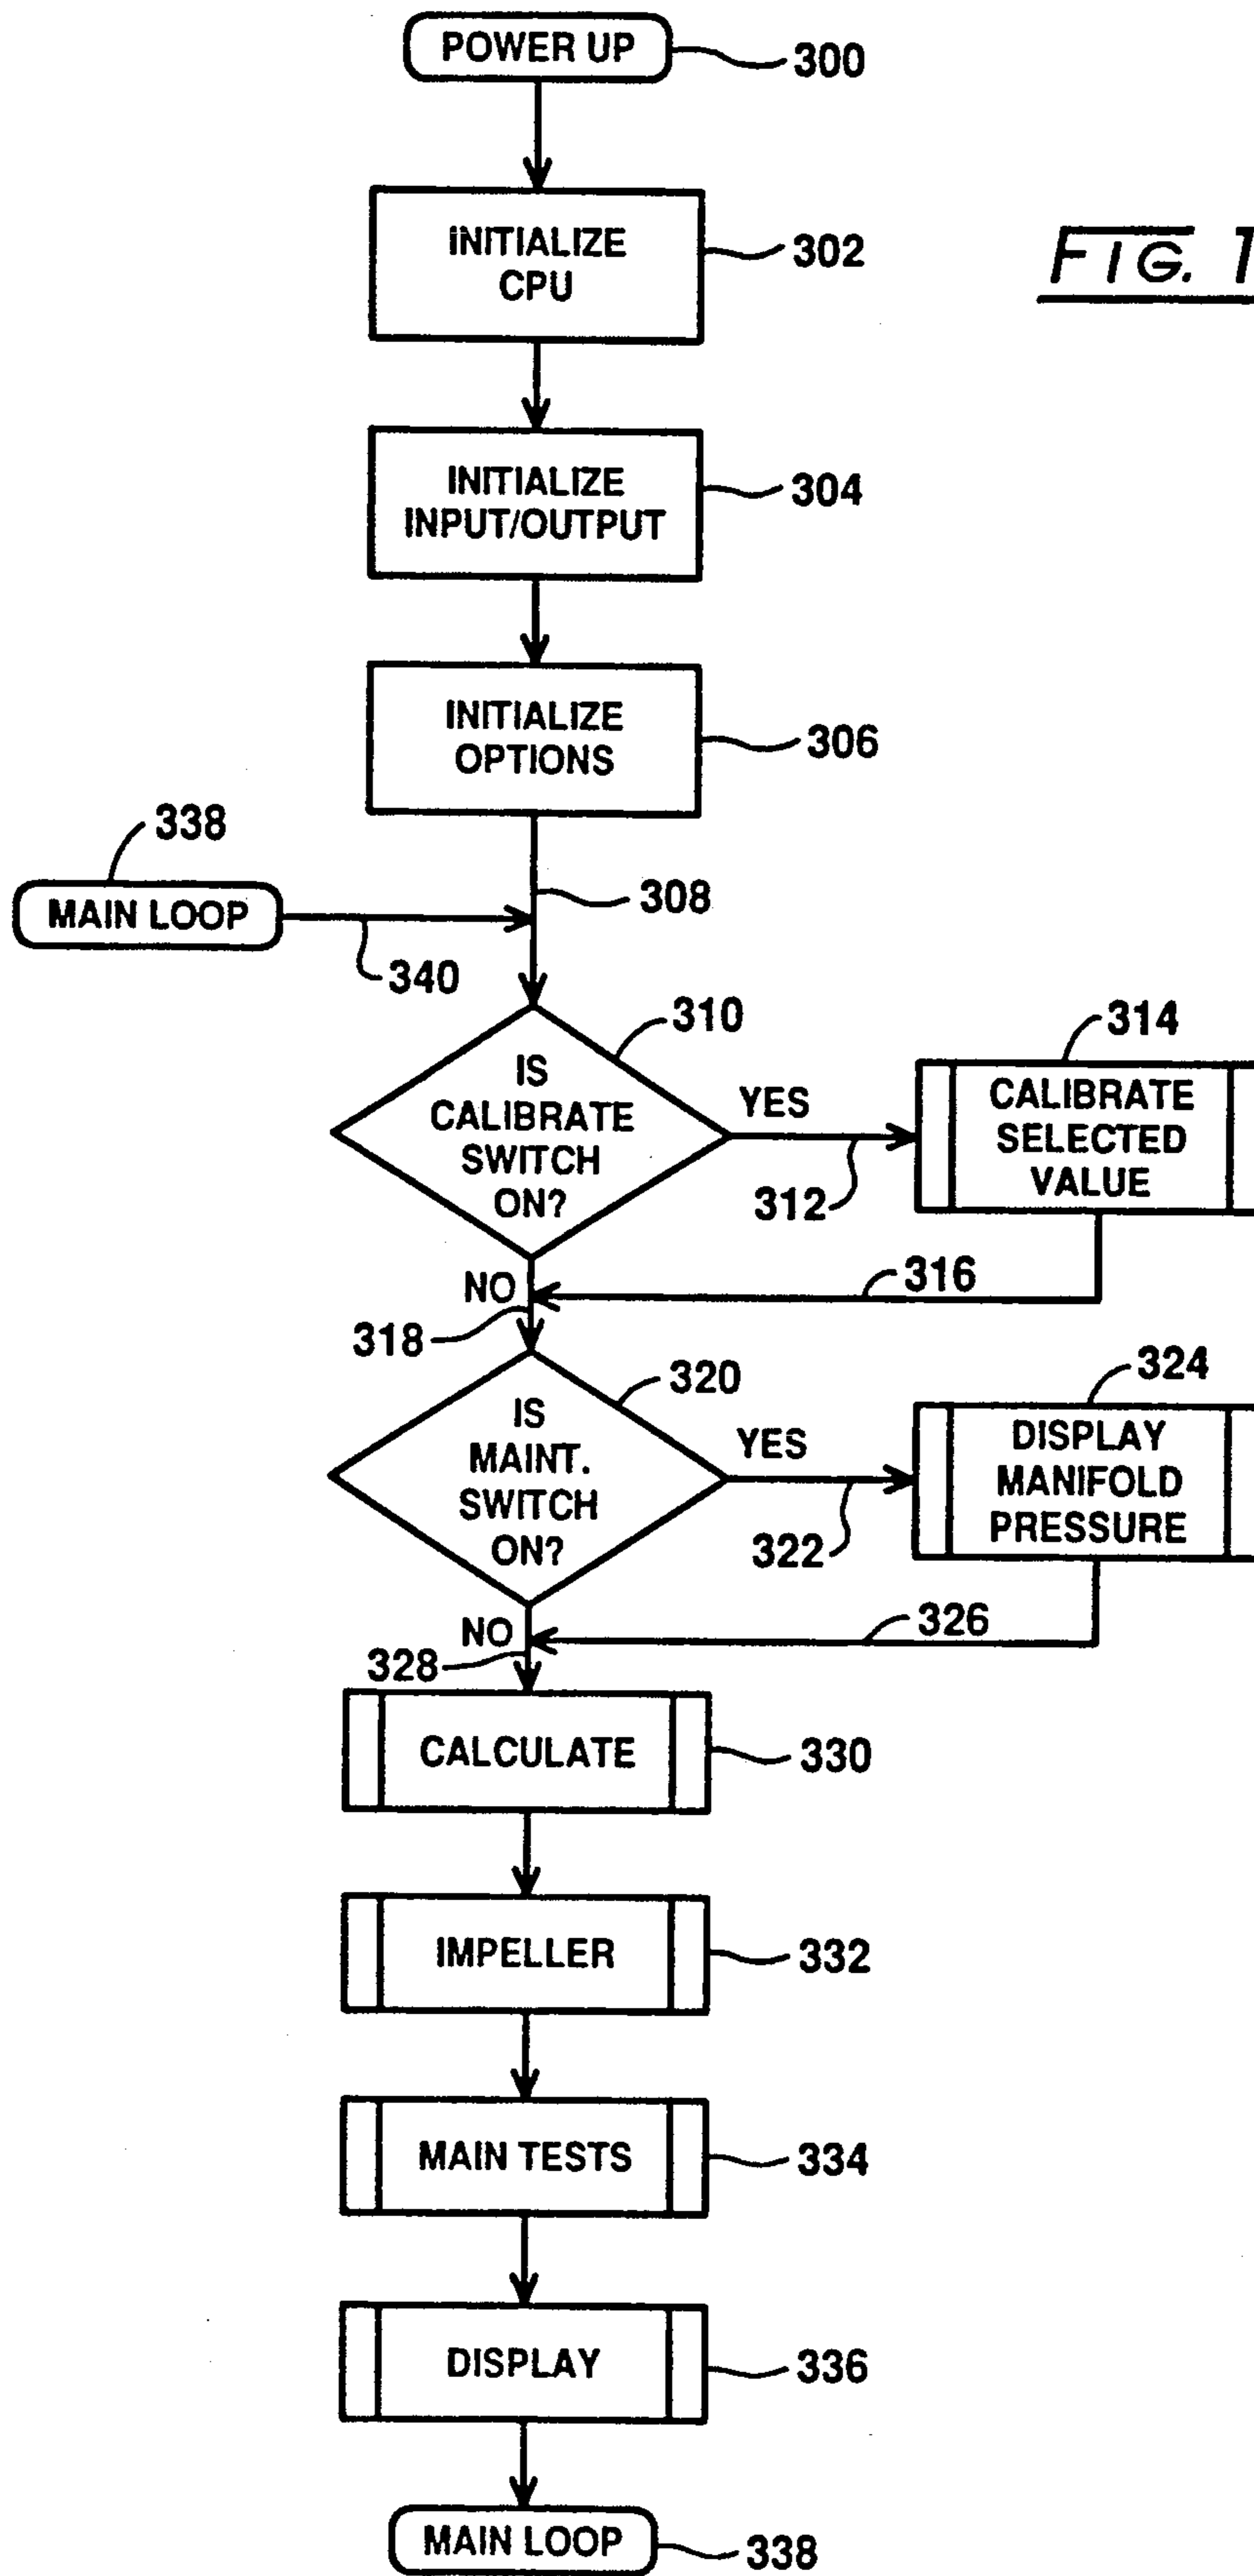 POWER UP
300
INITIALIZE
CPU
302
FIG. 1
INITIALIZE
INPUT/OUTPUT
304
INITIALIZE
OPTIONS
306
338
MAIN LOOP
308
340
310
IS
CALIBRATE
SWITCH
ON?
YES
312
314
CALIBRATE
SELECTED
VALUE
NO
316
318
320
IS
MAINT.
SWITCH
ON?
YES
322
324
DISPLAY
MANIFOLD
PRESSURE
NO
326
328
CALCULATE
330
IMPELLER
332
MAIN TESTS
334
DISPLAY
336
MAIN LOOP
338